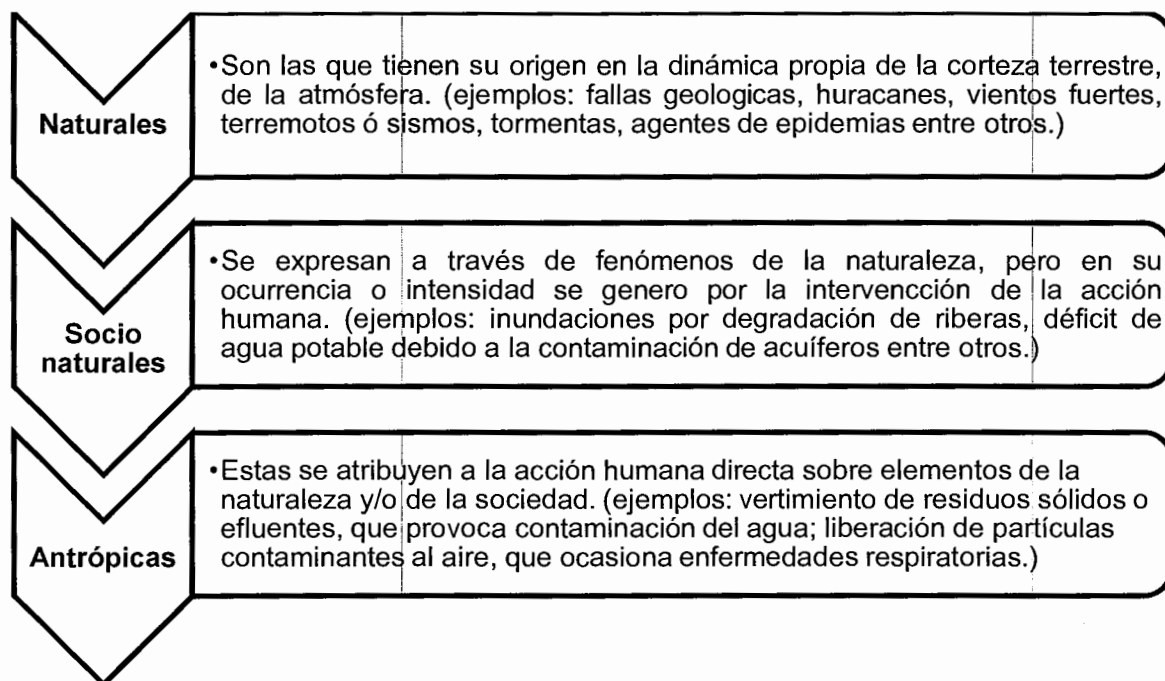 Naturales
•Son las que tienen su origen en la dinámica propia de la corteza terrestre,
de la atmósfera. (ejemplos: fallas geologicas, huracanes, vientos fuertes,
terremotos ó sismos, tormentas, agentes de epidemias entre otros.)
Socio
naturales
•Se expresan a través de fenómenos de la naturaleza, pero en su
ocurrencia o intensidad se genero por la intervencción de la acción
humana. (ejemplos: inundaciones por degradación de riberas, déficit de
agua potable debido a la contaminación de acuíferos entre otros.)
Antrópicas
•Estas se atribuyen a la acción humana directa sobre elementos de la
naturaleza y/o de la sociedad. (ejemplos: vertimiento de residuos sólidos o
efluentes, que provoca contaminación del agua; liberación de partículas
contaminantes al aire, que ocasiona enfermedades respiratorias.)